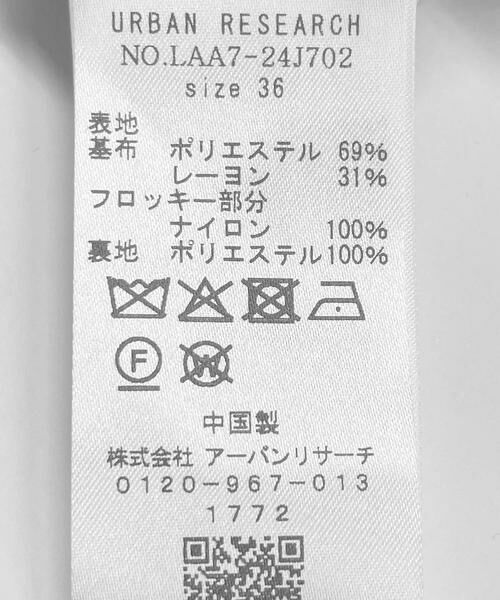 URBAN RESEARCH
NO.LAA7-24J702
size 36
表地
基布 ポリエステル 69%
レーヨン 31%
フロッキー部分
ナイロン 100%
裏地 ポリエステル100%
F
W
中国製
株式会社 アーバンリサーチ
0120-967-013
1772